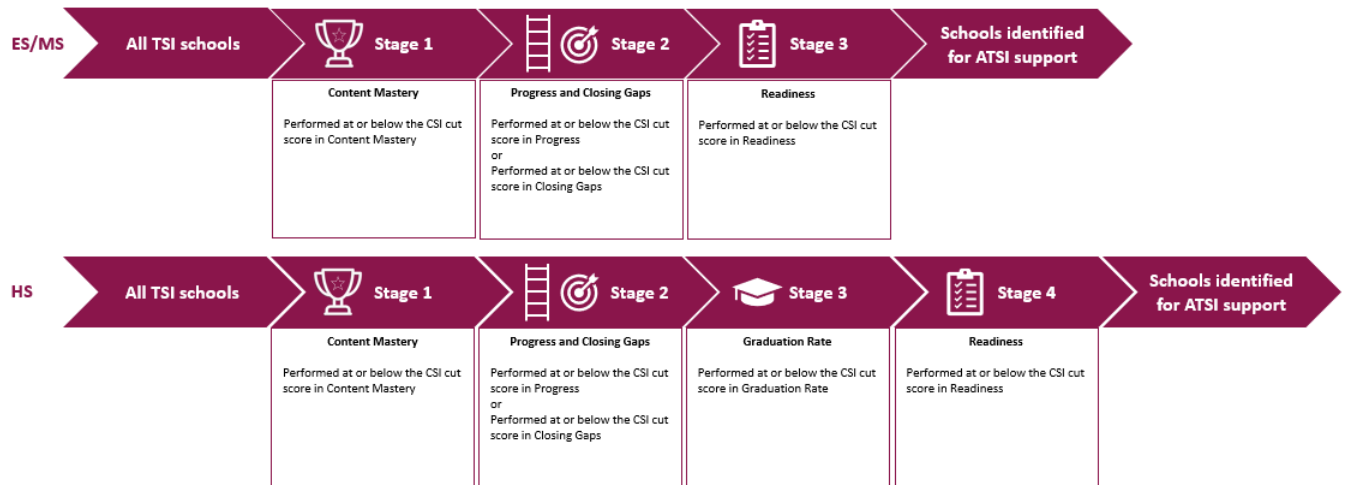 ES/MS
All TSI schools
Stage 1
Stage 2
Stage 3
Schools identified
for ATSI support
Content Mastery
Performed at or below the CSI cut
score in Content Mastery
Progress and Closing Gaps
Performed at or below the CSI cut
score in Progress
or
Performed at or below the CSI cut
score in Closing Gaps
Readiness
Performed at or below the CSI cut
score in Readiness
HS
All TSI schools
Stage 1
Stage 2
Stage 3
Stage 4
Schools identified
for ATSI support
Content Mastery
Performed at or below the CSI cut
score in Content Mastery
Progress and Closing Gaps
Performed at or below the CSI cut
score in Progress
or
Performed at or below the CSI cut
score in Closing Gaps
Graduation Rate
Performed at or below the CSI cut
score in Graduation Rate
Readiness
Performed at or below the CSI cut
score in Readiness